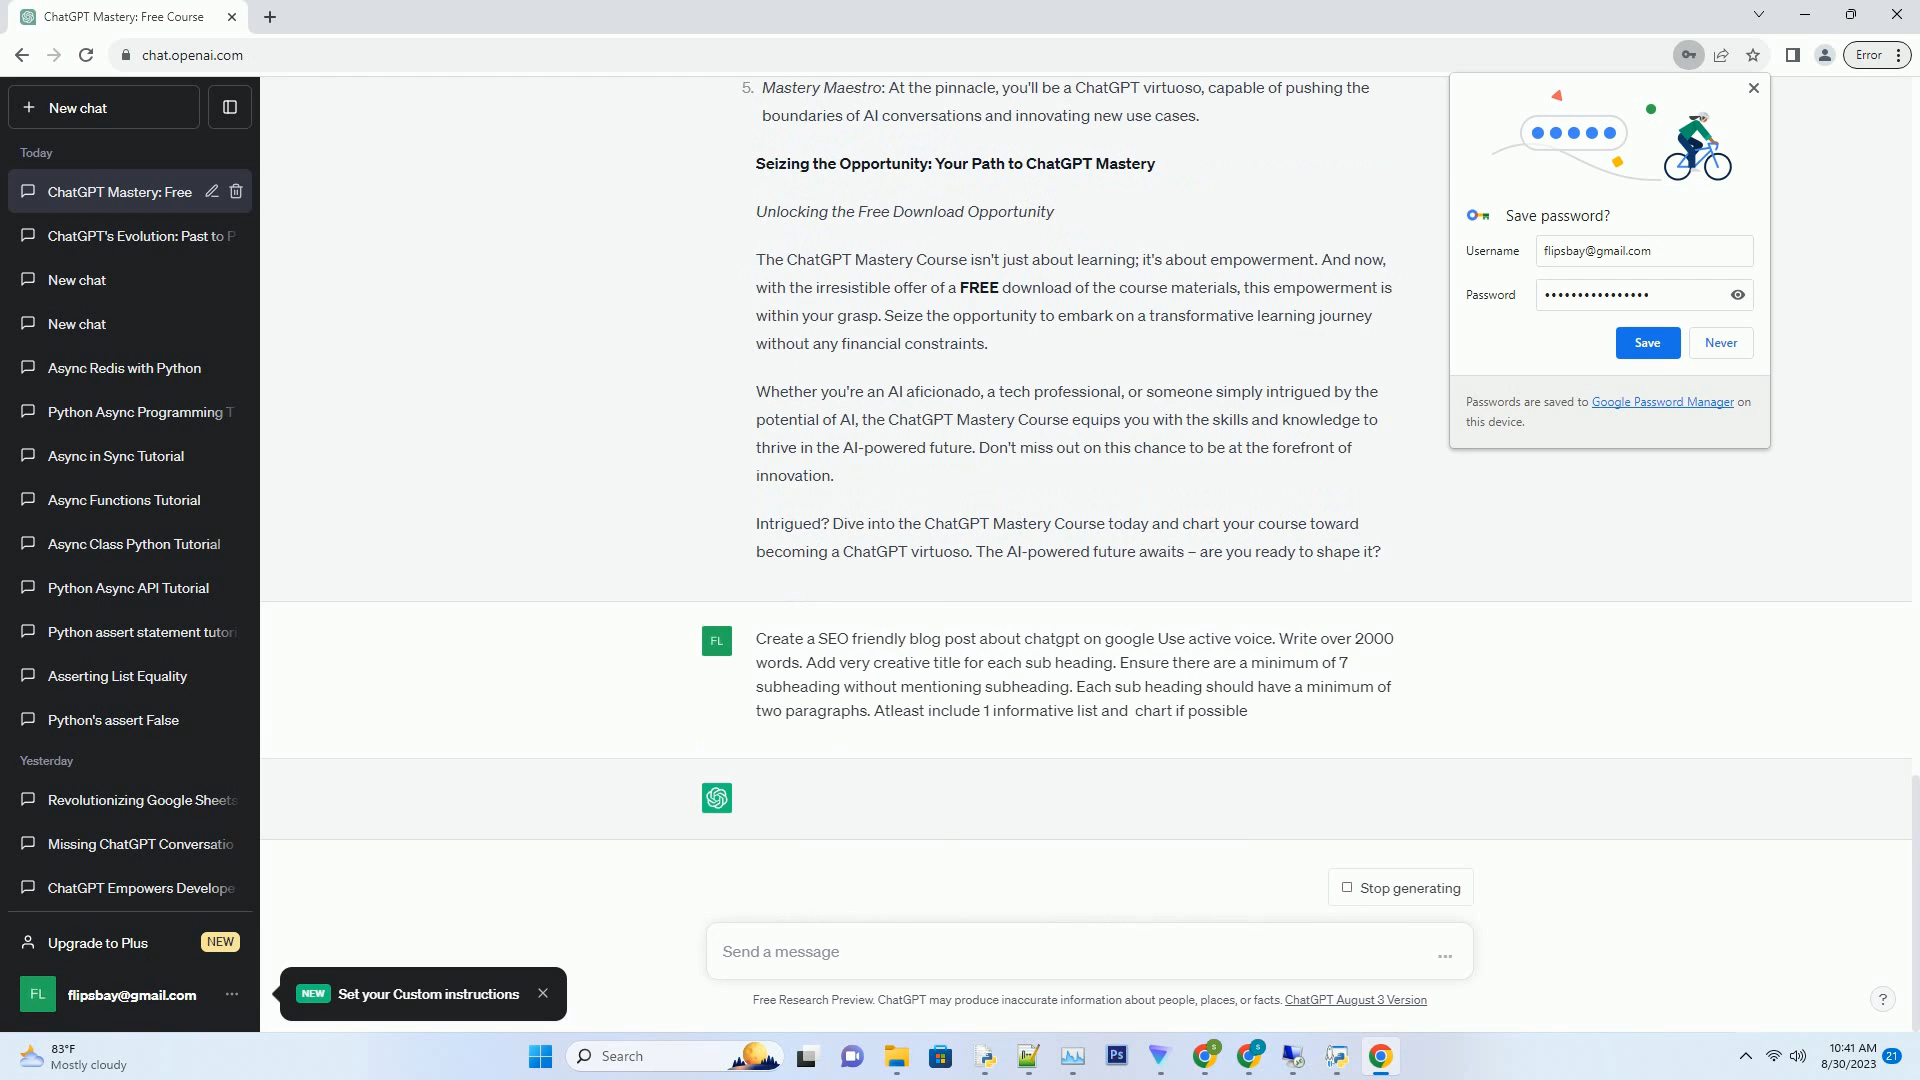 ChatGPT Mastery: Free Course
chat.openai.com
Error
New chat
Today
ChatGPT Mastery: Free
ChatGPT's Evolution: Past to P
New chat
New chat
Async Redis with Python
Python Async Programming T
Async in Sync Tutorial
Async Functions Tutorial
Async Class Python Tutorial
Python Async API Tutorial
Python assert statement tutori
Asserting List Equality
Python's assert False
Yesterday
Revolutionizing Google Sheets
Missing ChatGPT Conversatio
ChatGPT Empowers Develope
Upgrade to Plus NEW
FL flipsbay@gmail.com
5. Mastery Maestro: At the pinnacle, you'll be a ChatGPT virtuoso, capable of pushing the
boundaries of AI conversations and innovating new use cases.
Seizing the Opportunity: Your Path to ChatGPT Mastery
Unlocking the Free Download Opportunity
The ChatGPT Mastery Course isn't just about learning; it's about empowerment. And now,
with the irresistible offer of a FREE download of the course materials, this empowerment is
within your grasp. Seize the opportunity to embark on a transformative learning journey
without any financial constraints.
Whether you're an AI aficionado, a tech professional, or someone simply intrigued by the
potential of AI, the ChatGPT Mastery Course equips you with the skills and knowledge to
thrive in the AI-powered future. Don't miss out on this chance to be at the forefront of
innovation.
Intrigued? Dive into the ChatGPT Mastery Course today and chart your course toward
becoming a ChatGPT virtuoso. The AI-powered future awaits – are you ready to shape it?
FL
Create a SEO friendly blog post about chatgpt on google Use active voice. Write over 2000
words. Add very creative title for each sub heading. Ensure there are a minimum of 7
subheading without mentioning subheading. Each sub heading should have a minimum of
two paragraphs. Atleast include 1 informative list and  chart if possible
Stop generating
Send a message
Free Research Preview. ChatGPT may produce inaccurate information about people, places, or facts. ChatGPT August 3 Version
NEW Set your Custom instructions
?
Save password?
Username flipsbay@gmail.com
Password ••••••••••••••••
Save Never
Passwords are saved to Google Password Manager on
this device.
83°F
Mostly cloudy
Search
Ps
S
S
10:41 AM
8/30/2023
21